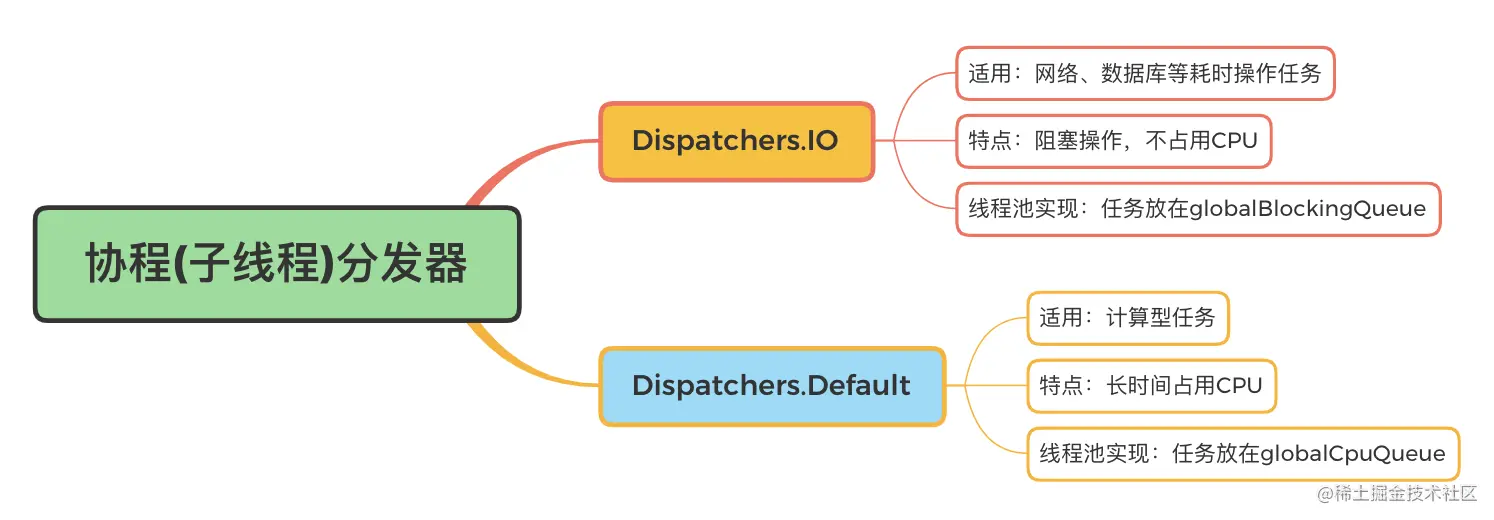 协程(子线程)分发器
Dispatchers.IO
适用：网络、数据库等耗时操作任务
特点：阻塞操作，不占用CPU
线程池实现：任务放在globalBlockingQueue
Dispatchers.Default
适用：计算型任务
特点：长时间占用CPU
线程池实现：任务放在globalCpuQueue
@稀土掘金技术社区